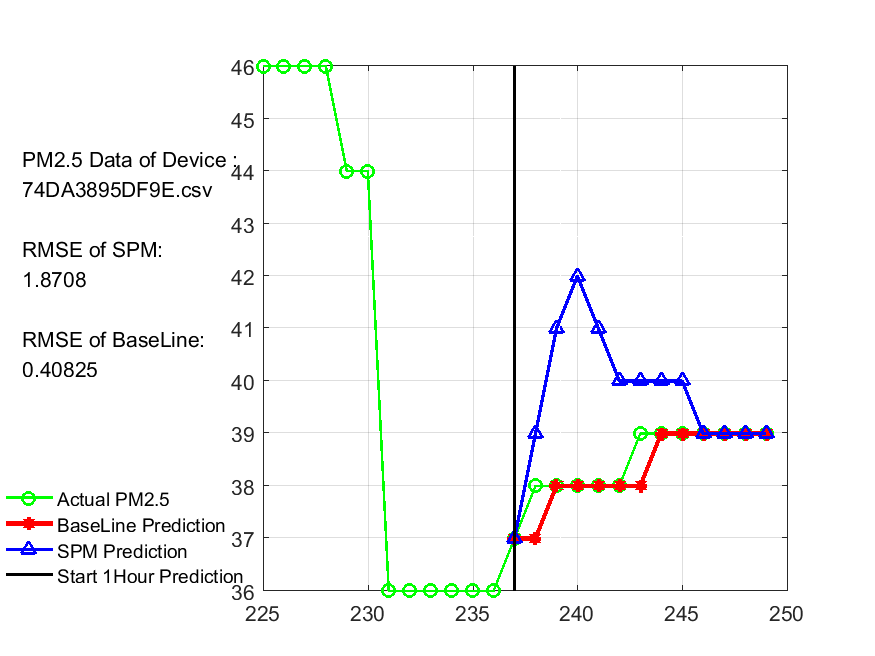 PM2.5 Data of Device :
74DA3895DF9E.csv
RMSE of SPM:
1.8708
RMSE of BaseLine:
0.40825
Actual PM2.5
BaseLine Prediction
SPM Prediction
Start 1Hour Prediction
46
45
44
43
42
41
40
39
38
37
36
225 230 235 240 245 250